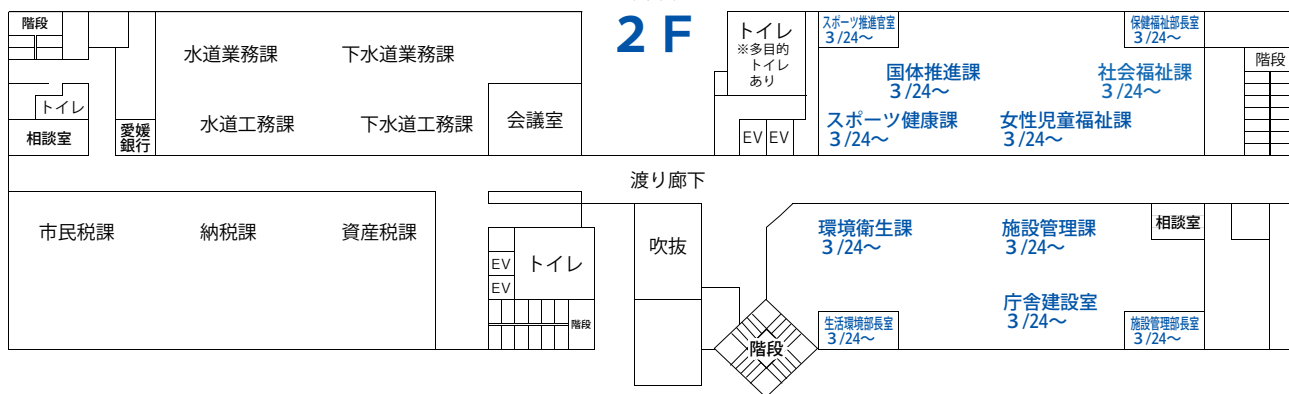 2 F
階段
水道業務課
下水道業務課
トイレ
※多目的
トイレ
あり
スポーツ推進官室
3/24～
保健福祉部長室
3/24～
国体推進課
3/24～
社会福祉課
3/24～
階段
トイレ
相談室
愛媛
銀行
水道工務課
下水道工務課
会議室
EV
EV
スポーツ健康課
3/24～
女性児童福祉課
3/24～
渡り廊下
市民税課
納税課
資産税課
EV
EV
トイレ
階段
吹抜
環境衛生課
3/24～
施設管理課
3/24～
相談室
庁舎建設室
3/24～
階段
生活環境部長室
3/24～
施設管理部長室
3/24～